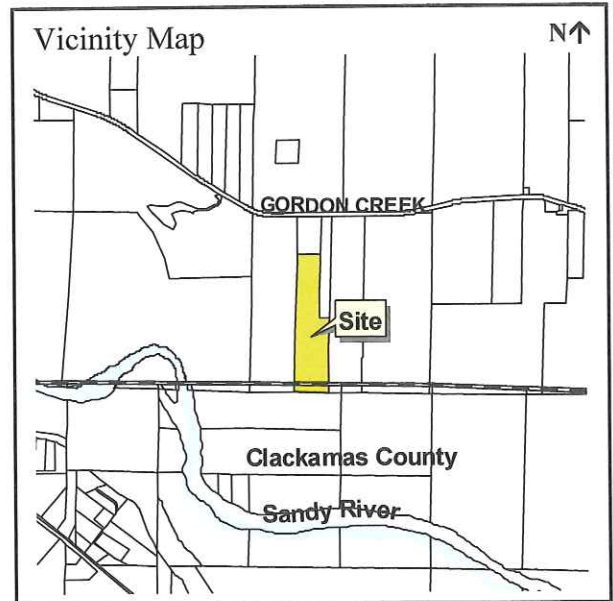 Vicinity Map
N↑
GORDON CREEK
Site
Clackamas County
Sandy River